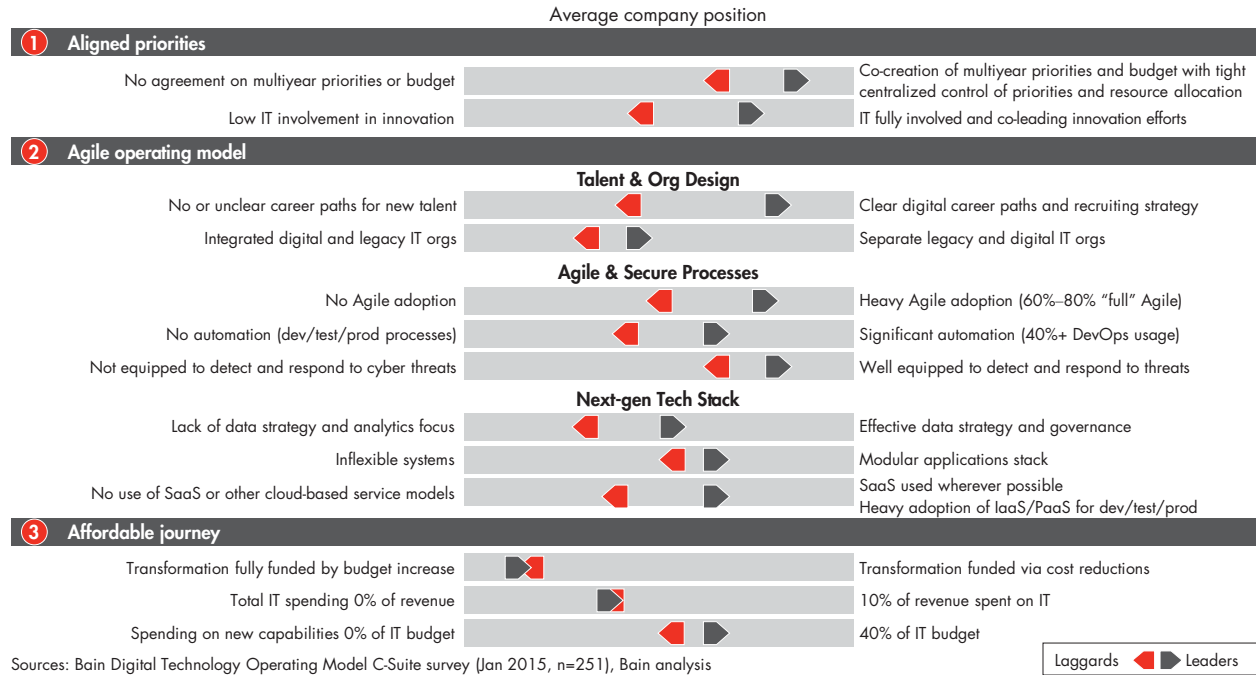 Average company position
1 Aligned priorities
No agreement on multiyear priorities or budget
Co-creation of multiyear priorities and budget with tight
centralized control of priorities and resource allocation
Low IT involvement in innovation
IT fully involved and co-leading innovation efforts
2 Agile operating model
Talent & Org Design
No or unclear career paths for new talent
Clear digital career paths and recruiting strategy
Integrated digital and legacy IT orgs
Separate legacy and digital IT orgs
Agile & Secure Processes
No Agile adoption
Heavy Agile adoption (60%–80% “full” Agile)
No automation (dev/test/prod processes)
Significant automation (40%+ DevOps usage)
Not equipped to detect and respond to cyber threats
Well equipped to detect and respond to threats
Next-gen Tech Stack
Lack of data strategy and analytics focus
Effective data strategy and governance
Inflexible systems
Modular applications stack
No use of SaaS or other cloud-based service models
SaaS used wherever possible
Heavy adoption of IaaS/PaaS for dev/test/prod
3 Affordable journey
Transformation fully funded by budget increase
Transformation funded via cost reductions
Total IT spending 0% of revenue
10% of revenue spent on IT
Spending on new capabilities 0% of IT budget
40% of IT budget
Sources: Bain Digital Technology Operating Model C-Suite survey (Jan 2015, n=251), Bain analysis
Laggards Leaders